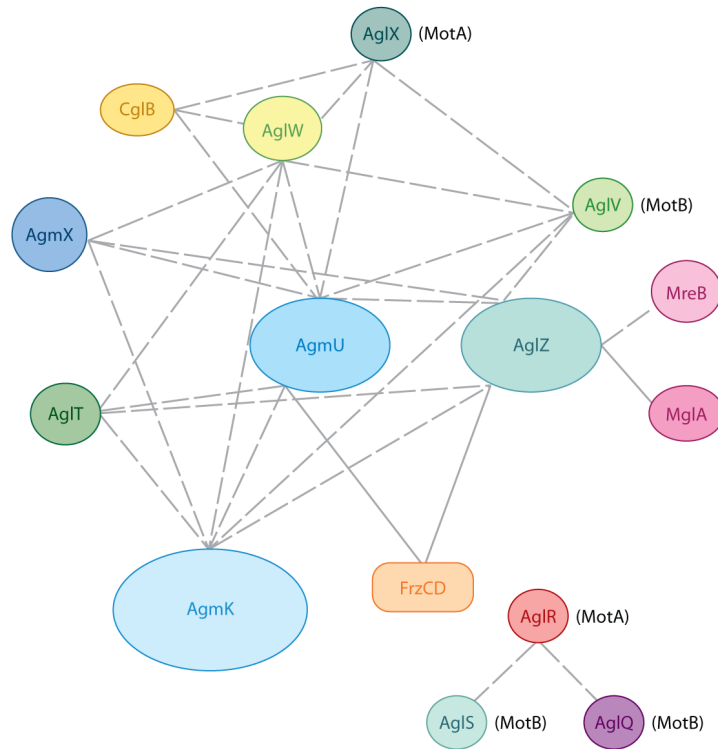 AglX (MotA)
CglB
AglW
AglV (MotB)
AgmX
MreB
AgmU
AglZ
AglT
MglA
FrzCD
AgmK
AglR (MotA)
AglS (MotB)
AglQ (MotB)